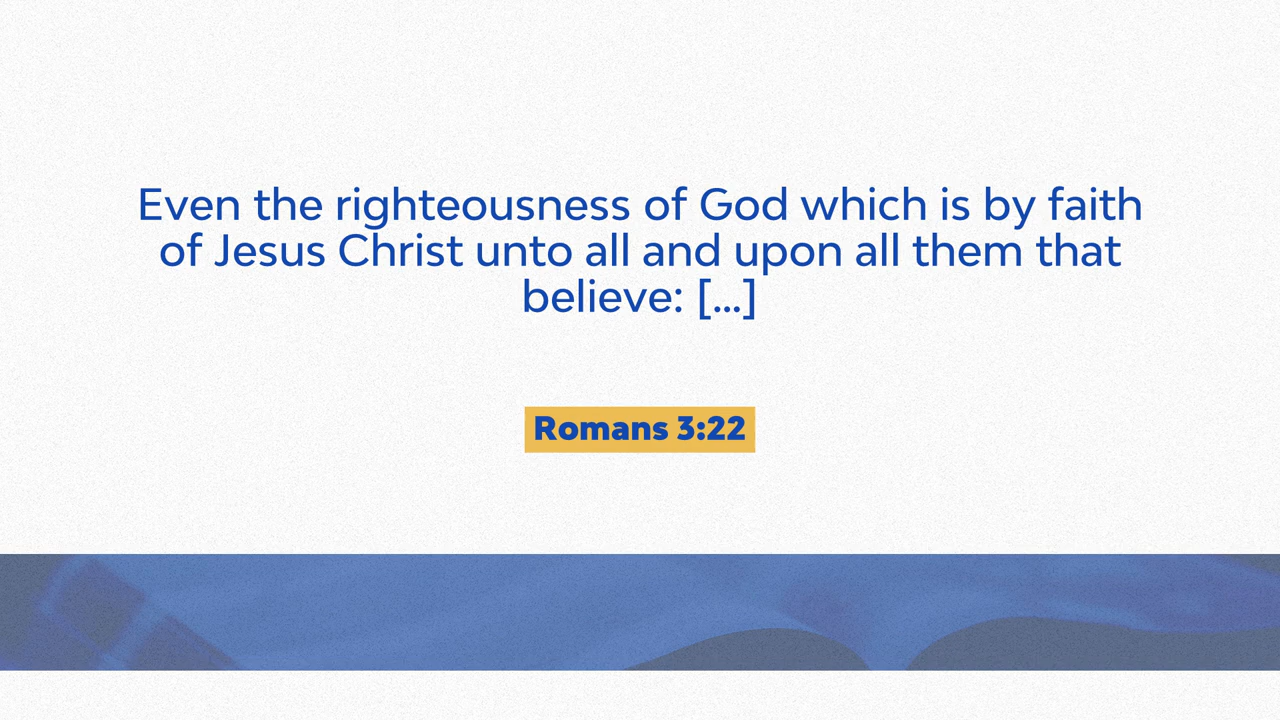 Even the righteousness of God which is by faith
of Jesus Christ unto all and upon all them that
believe: [...]
Romans 3:22